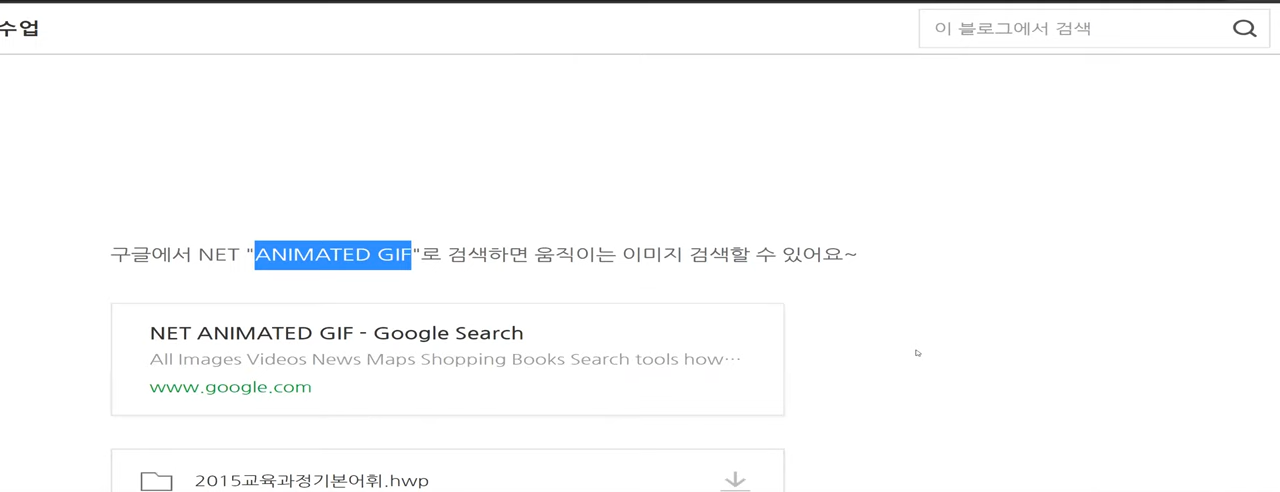 수업
이 블로그에서 검색
구글에서 NET "ANIMATED GIF"로 검색하면 움직이는 이미지 검색할 수 있어요~
NET ANIMATED GIF - Google Search
All Images Videos News Maps Shopping Books Search tools how···
www.google.com
2015교육과정기본어휘.hwp